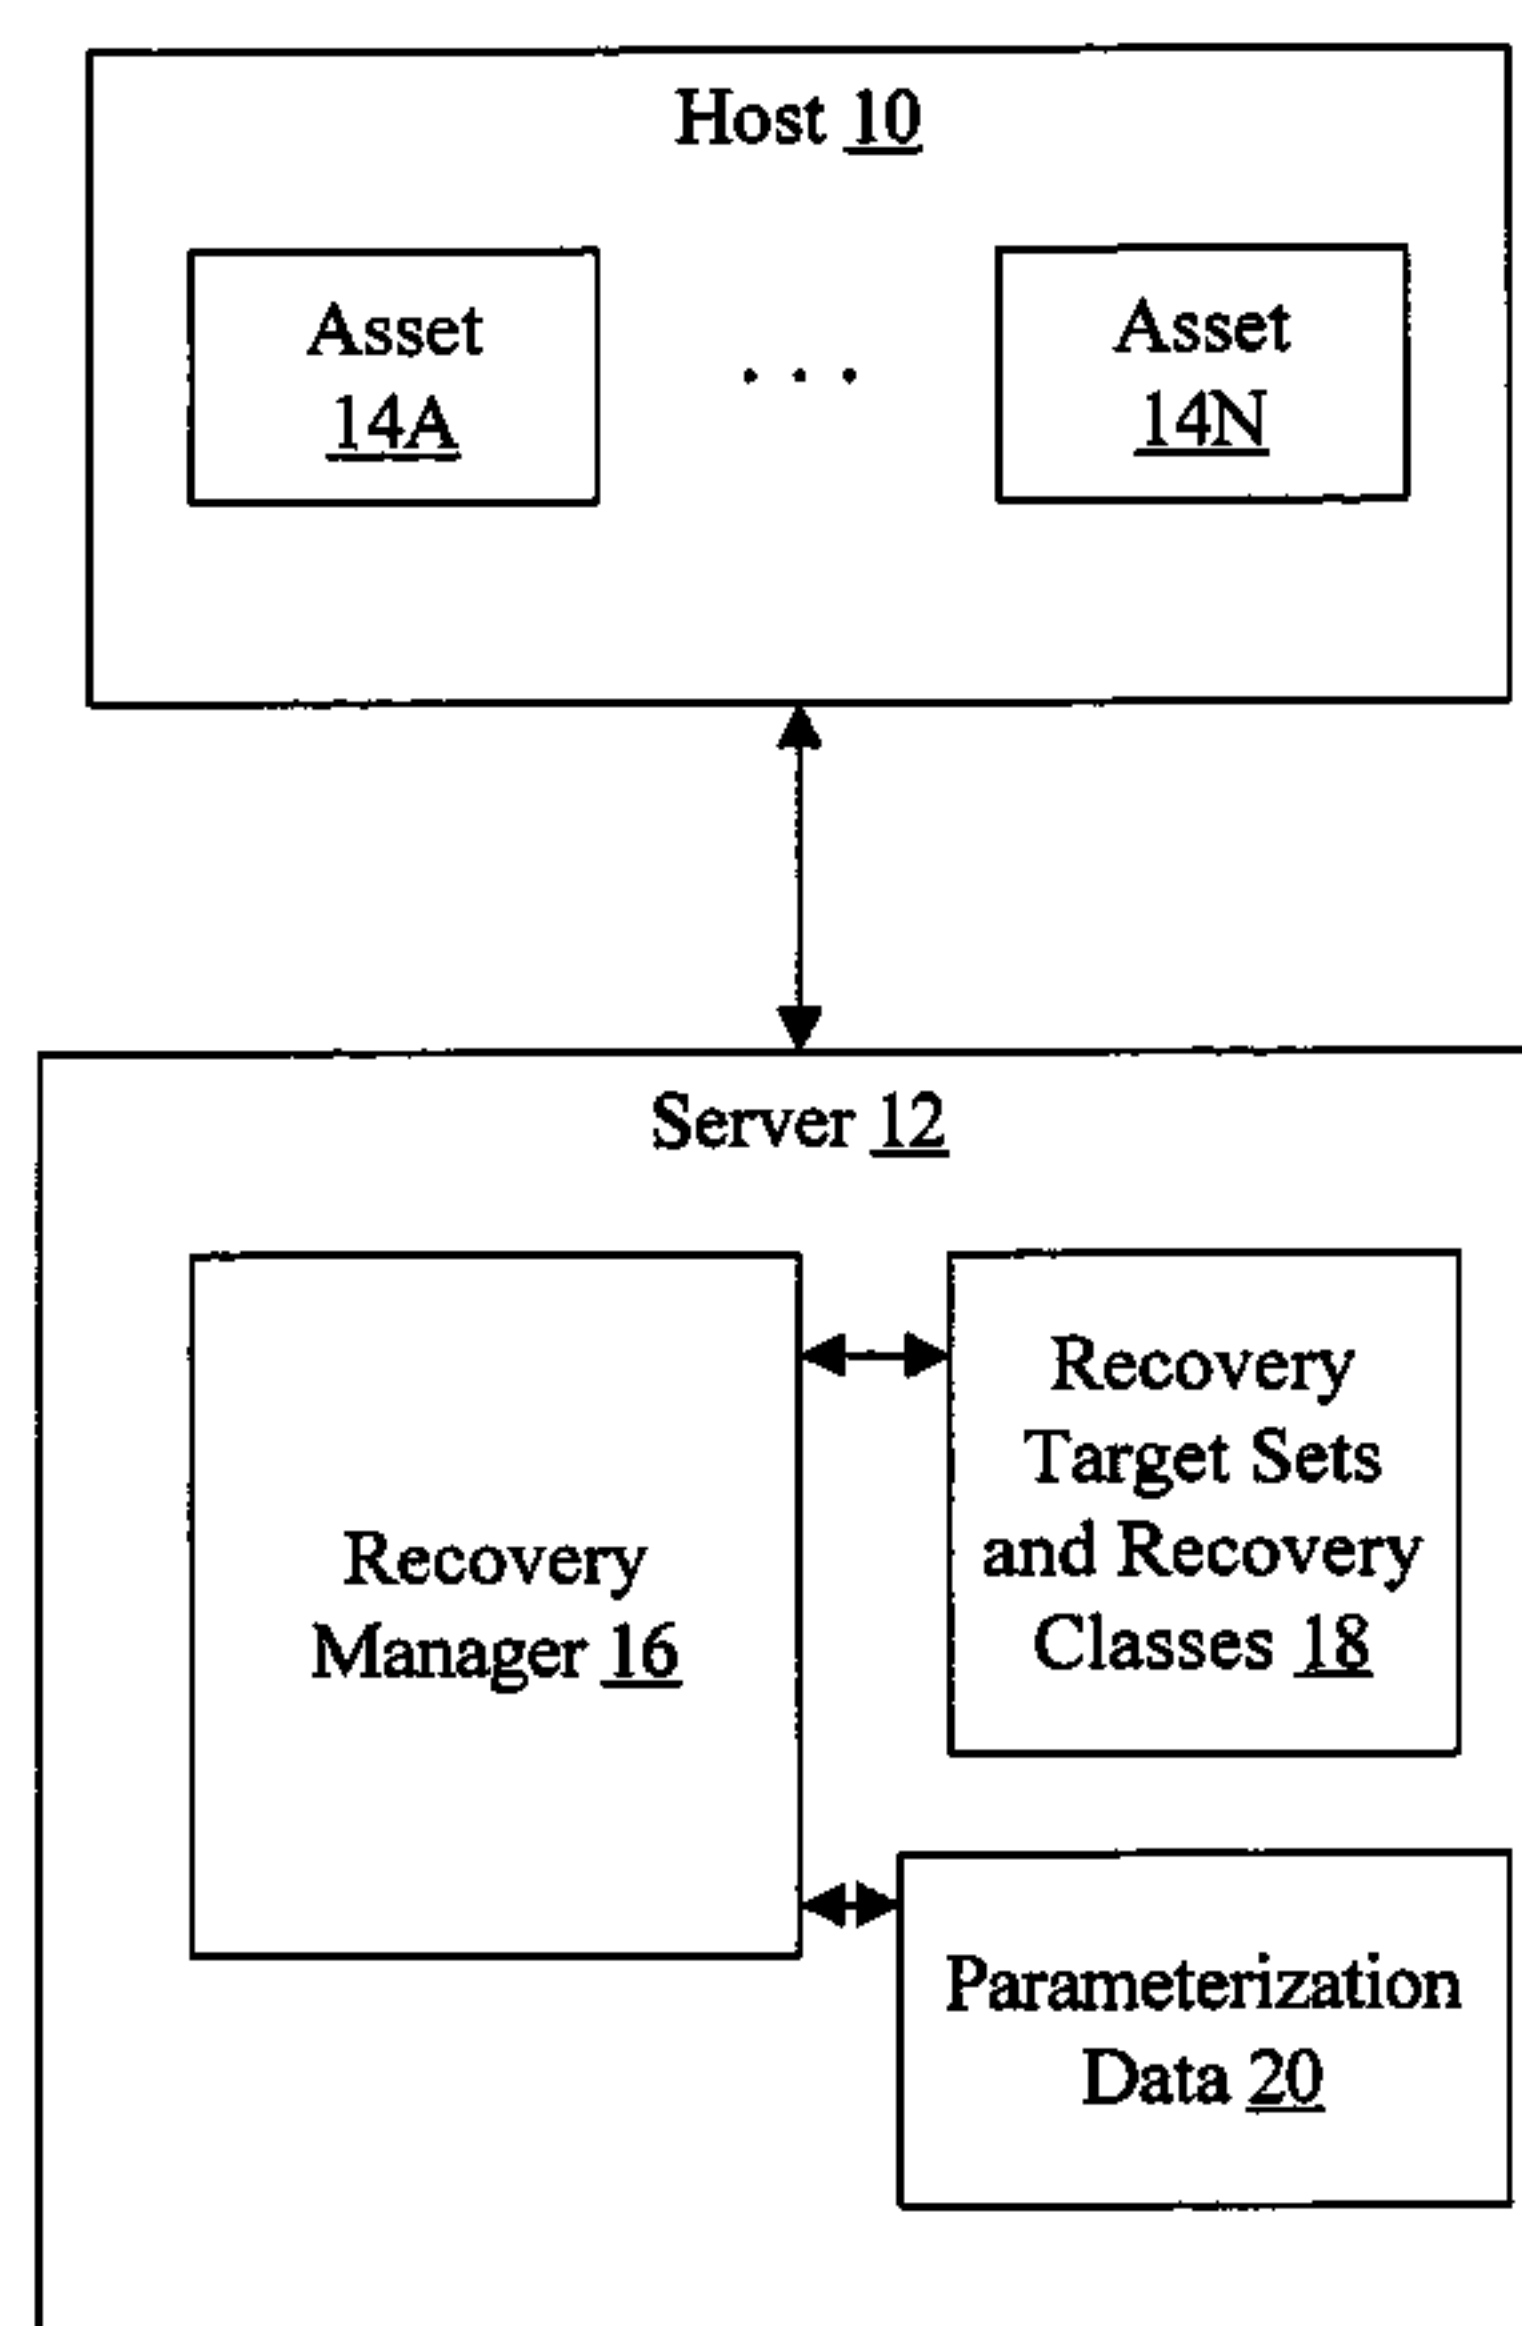 Host 10
Asset
14A
. . .
Asset
14N
Server 12
Recovery
Manager 16
Recovery
Target Sets
and Recovery
Classes 18
Parameterization
Data 20